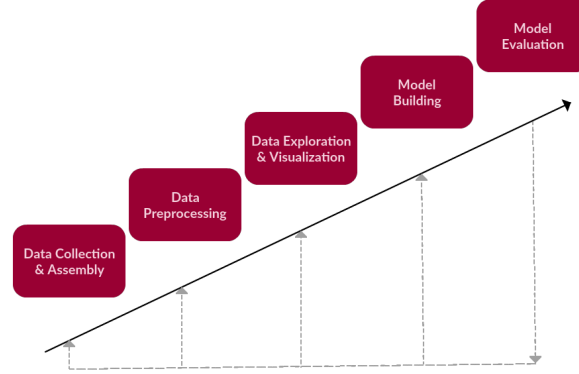 Model
Evaluation
Model
Building
Data Exploration
& Visualization
Data
Preprocessing
Data Collection
& Assembly